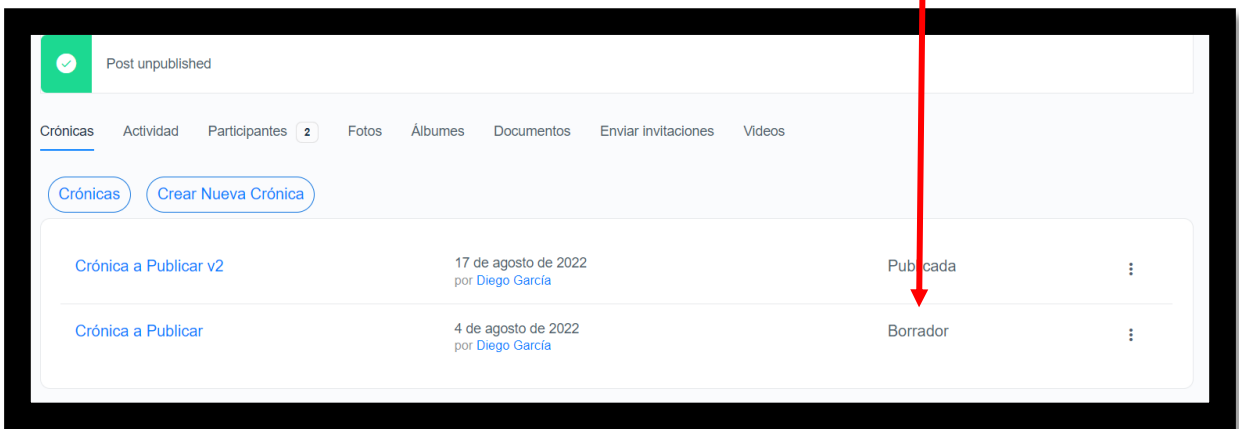 Post unpublished
Crónicas Actividad Participantes 2 Fotos Álbumes Documentos Enviar invitaciones Videos
Crónicas Crear Nueva Crónica
Crónica a Publicar v2 17 de agosto de 2022 Publicada
por Diego García
Crónica a Publicar 4 de agosto de 2022 Borrador
por Diego García